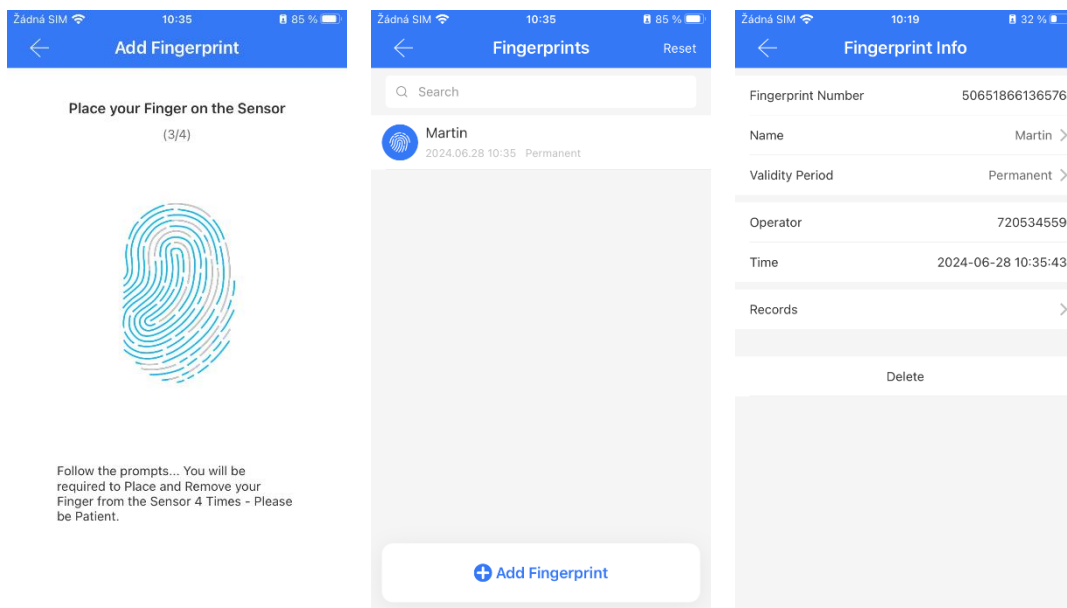 Žádná SIM 10:35 85 %
Add Fingerprint
Place your Finger on the Sensor
(3/4)
Follow the prompts... You will be
required to Place and Remove your
Finger from the Sensor 4 Times - Please
be Patient.
Žádná SIM 10:35 85 %
Fingerprints Reset
Search
Martin
2024.06.28 10:35 Permanent
Add Fingerprint
Žádná SIM 10:19 32 %
Fingerprint Info
Fingerprint Number 50651866136576
Name Martin
Validity Period Permanent
Operator 720534559
Time 2024-06-28 10:35:43
Records
Delete